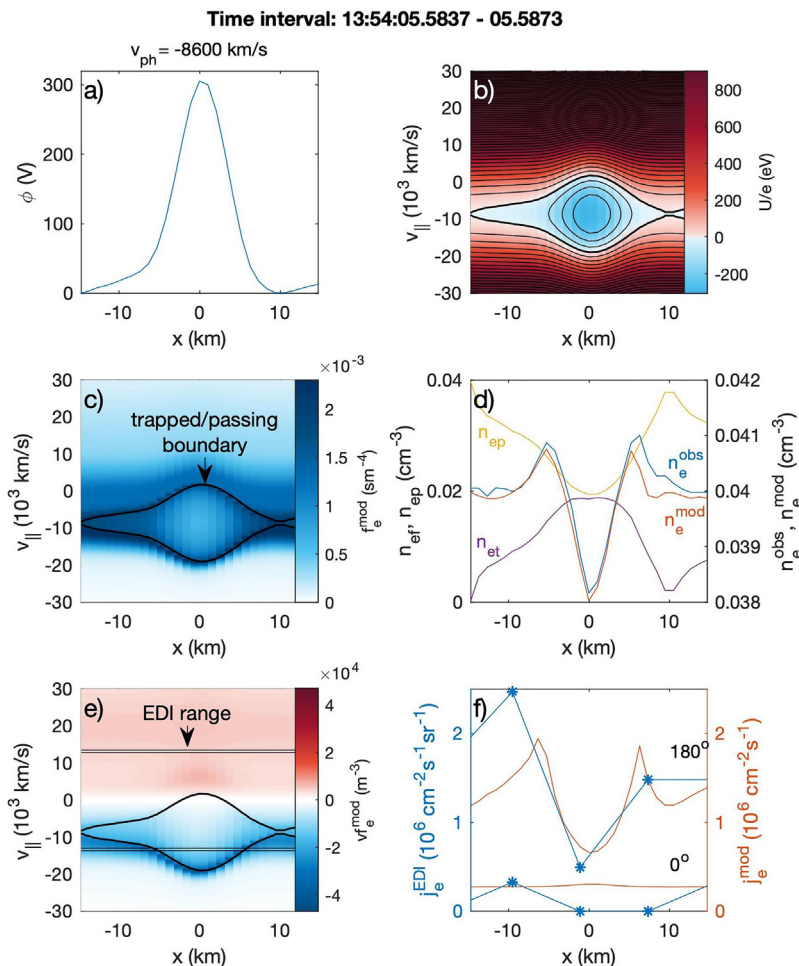 Time interval: 13:54:05.5837 - 05.5873
v_ph = -8600 km/s
a)
300
200
100
0
ϕ (V)
-10 0 10
x (km)
b)
30
20
10
0
-10
-20
-30
v_|| (10^3 km/s)
-10 0 10
x (km)
800
600
400
200
0
-200
U/e (eV)
c)
trapped/passing
boundary
30
20
10
0
-10
-20
-30
v_|| (10^3 km/s)
-10 0 10
x (km)
×10^-3
2
1.5
1
0.5
0
f_e^mod (sm^-4)
d)
0.04
0.02
0
n_ef, n_ep (cm^-3)
n_ep
n_et
n_e^obs
n_e^mod
-10 0 10
x (km)
0.042
0.041
0.04
0.039
0.038
n_e^obs, n_e^mod (cm^-3)
e)
EDI range
30
20
10
0
-10
-20
-30
v_|| (10^3 km/s)
-10 0 10
x (km)
×10^4
4
2
0
-2
-4
vf_e^mod (m^-3)
f)
2
1
0
j_e^EDI (10^6 cm^-2 s^-1 sr^-1)
180°
0°
-10 0 10
x (km)
2
1
0
j_e^mod (10^6 cm^-2 s^-1)